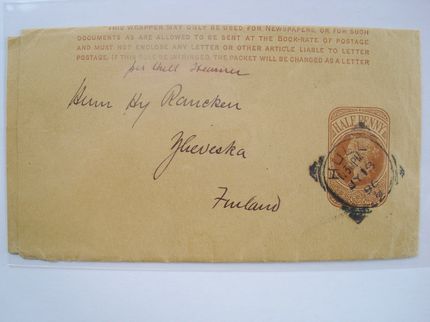 THIS WRAPPER MAY ONLY BE USED FOR NEWSPAPERS, OR FOR SUCH
DOCUMENTS AS ARE ALLOWED TO BE SENT AT THE BOOK-RATE OF POSTAGE
AND MUST NOT ENCLOSE ANY LETTER OR OTHER ARTICLE LIABLE TO LETTER
POSTAGE. IF THIS RULE BE INFRINGED, THE PACKET WILL BE CHARGED AS A LETTER
per Hull Steamer
Herrn Hy Rancken
HALF PENNY
HULL
Yliveska
Finland